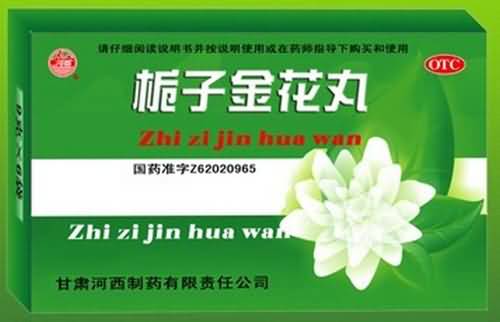 请仔细阅读说明书并按说明使用或在药师指导下购买和使用
OTC
栀子金花丸
Zhi zi jin hua wan
国药准字Z62020965
Zhi zi jin hua wan
甘肃河西制药有限责任公司